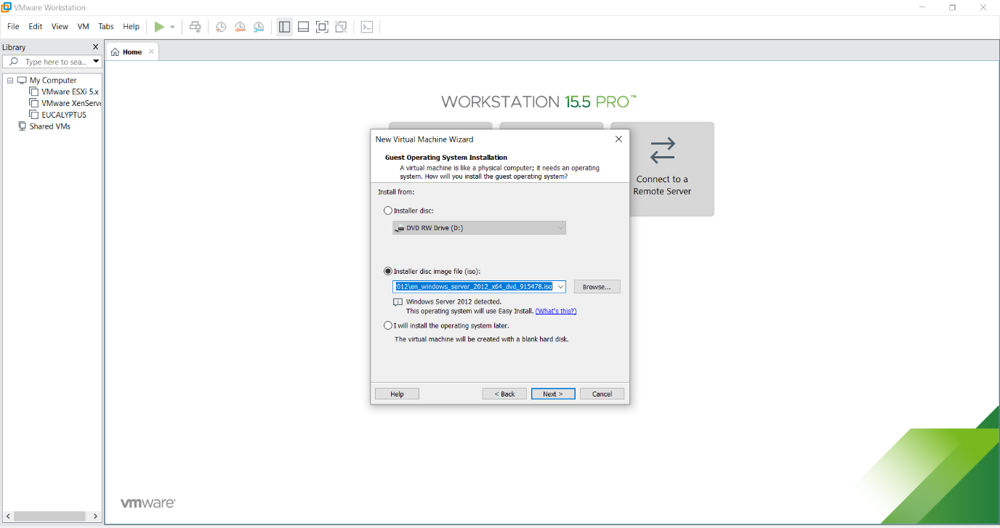 VMware Workstation
File Edit View VM Tabs Help
Library
Type here to sea...
My Computer
VMware ESXi 5.x
VMware XenServe
EUCALYPTUS
Shared VMs
Home
WORKSTATION 15.5 PRO™
Connect to a
Remote Server
New Virtual Machine Wizard
Guest Operating System Installation
A virtual machine is like a physical computer; it needs an operating
system. How will you install the guest operating system?
Install from:
Installer disc:
DVD RW Drive (D:)
Installer disc image file (iso):
012\en_windows_server_2012_x64_dvd_915478.iso
Browse...
Windows Server 2012 detected.
This operating system will use Easy Install. (What's this?)
I will install the operating system later.
The virtual machine will be created with a blank hard disk.
Help < Back Next > Cancel
vmware®